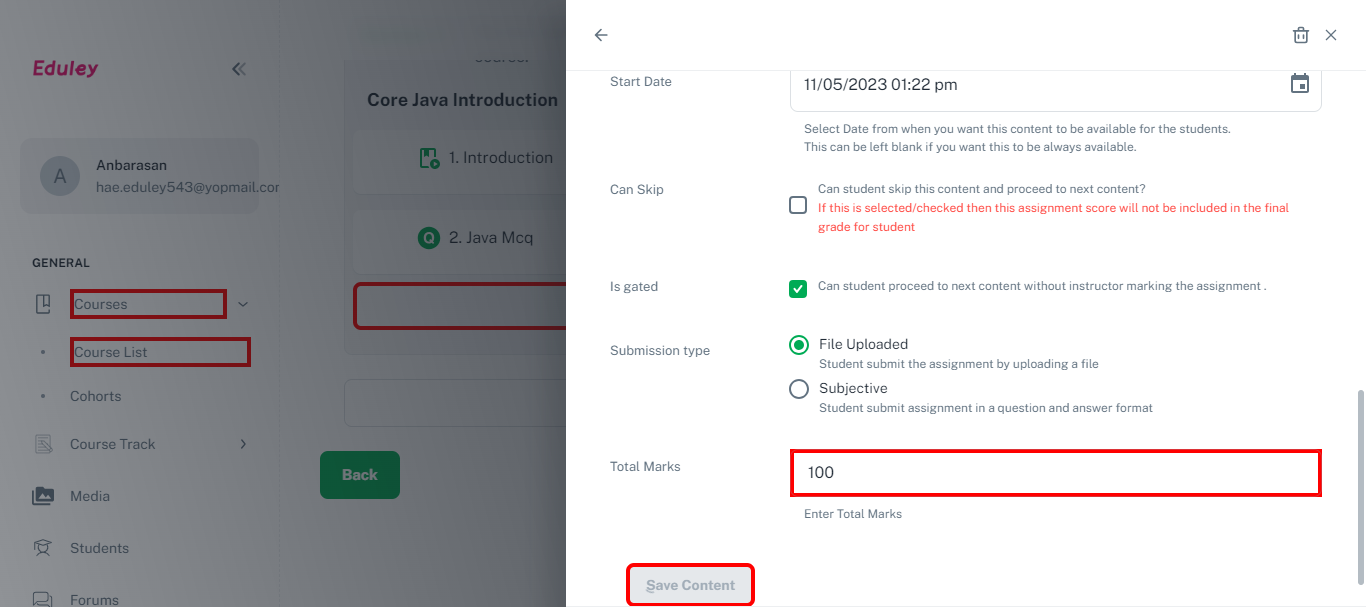 Eduley
A
Anbarasan
hae.eduley543@yopmail.con
GENERAL
Courses
Course List
Cohorts
Course Track
Media
Students
Forums
Core Java Introduction
1. Introduction
Q
2. Java Mcq
Back
Start Date
11/05/2023 01:22 pm
Select Date from when you want this content to be available for the students.
This can be left blank if you want this to be always available.
Can Skip
Can student skip this content and proceed to next content?
If this is selected/checked then this assignment score will not be included in the final
grade for student
Is gated
Can student proceed to next content without instructor marking the assignment .
Submission type
File Uploaded
Student submit the assignment by uploading a file
Subjective
Student submit assignment in a question and answer format
Total Marks
100
Enter Total Marks
Save Content